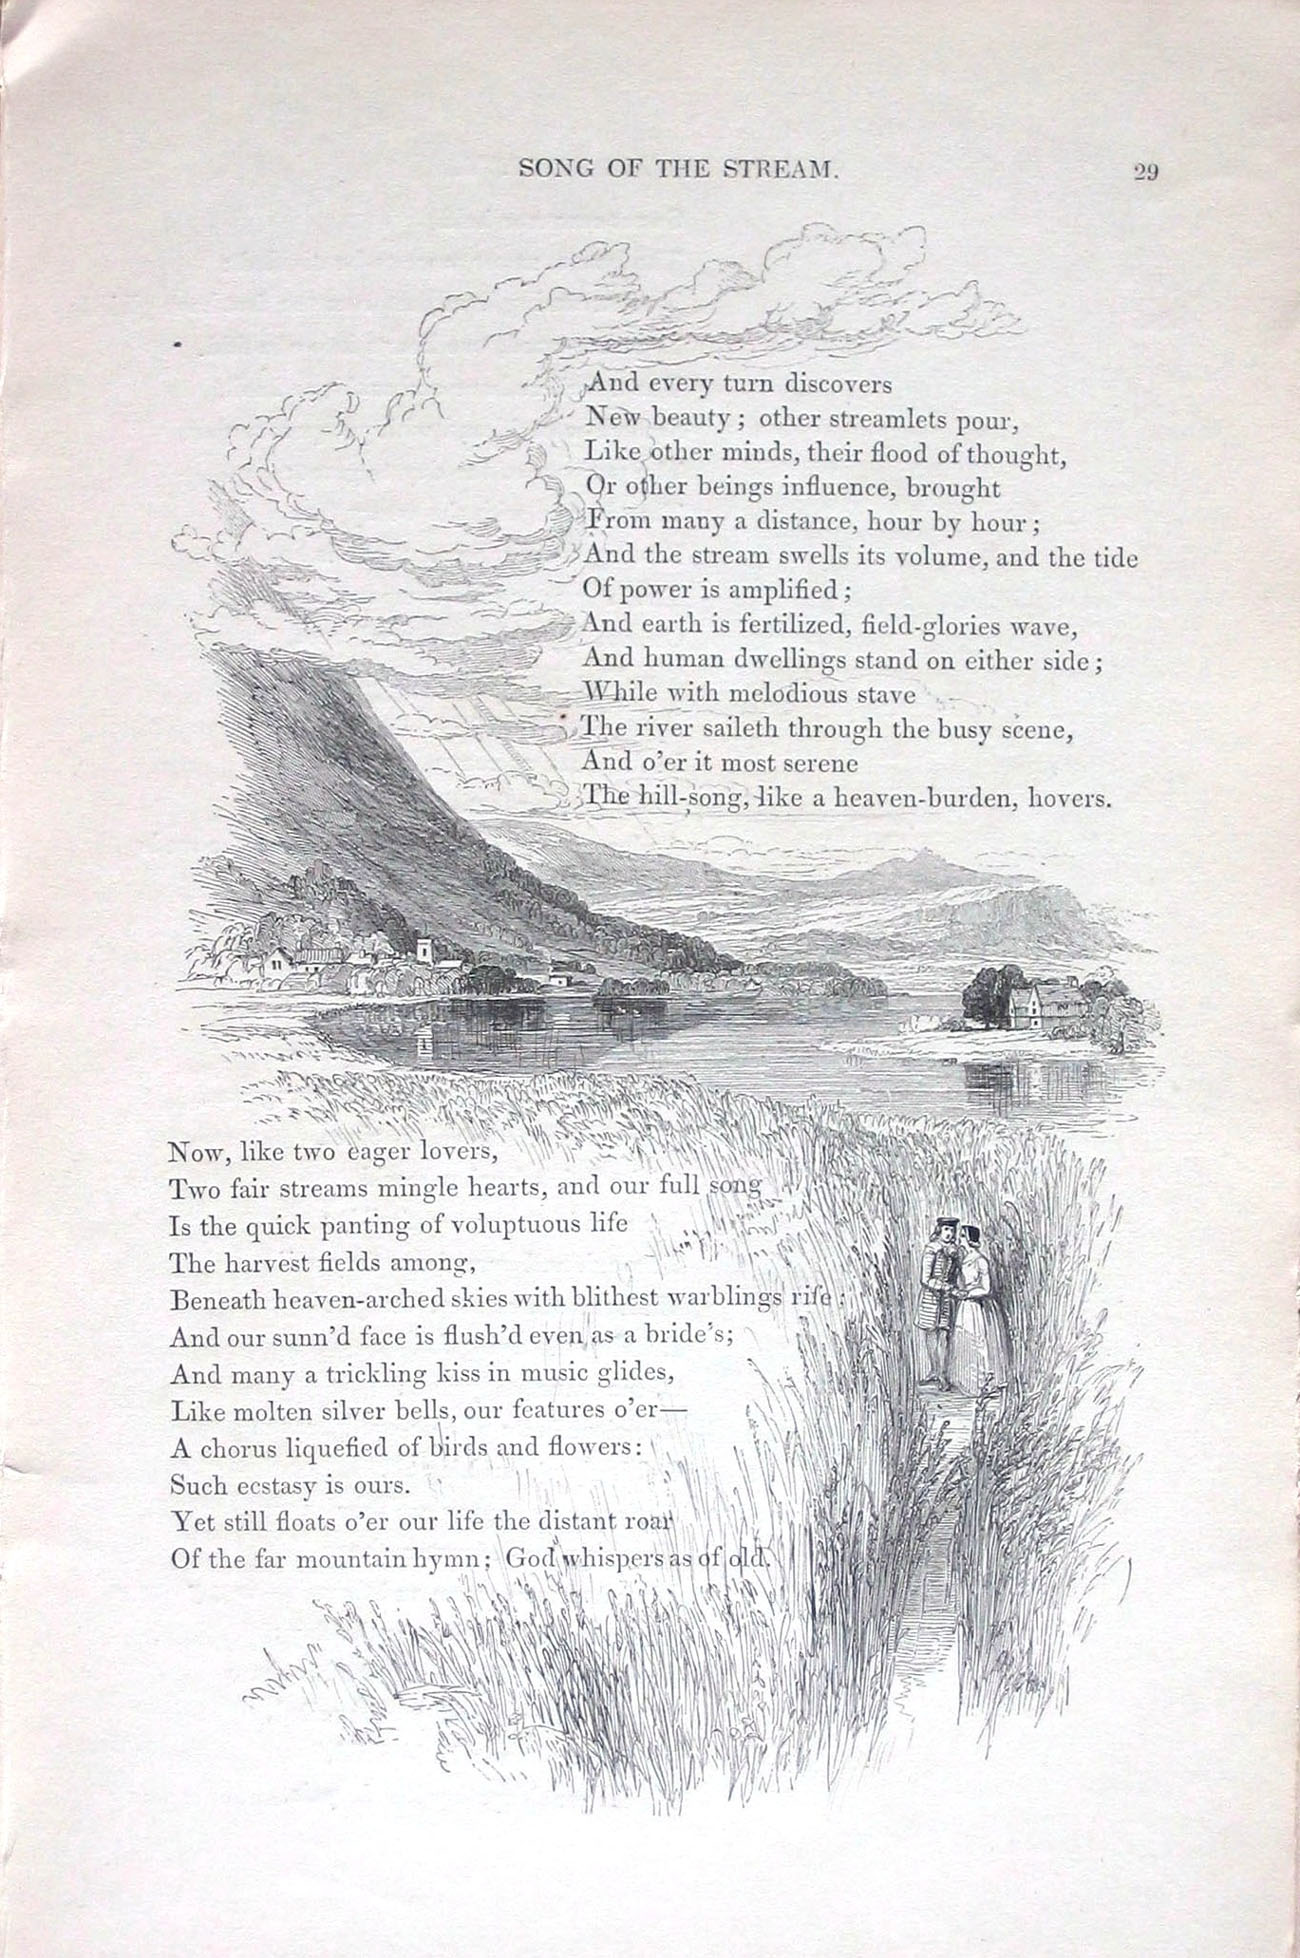 SONG OF THE STREAM. 29
And every turn discovers
New beauty; other streamlets pour,
Like other minds, their flood of thought,
Or other beings influence, brought
From many a distance, hour by hour;
And the stream swells its volume, and the tide
Of power is amplified;
And earth is fertilized, field-glories wave,
And human dwellings stand on either side;
While with melodious stave
The river saileth through the busy scene,
And o'er it most serene
The hill-song, like a heaven-burden, hovers.
Now, like two eager lovers,
Two fair streams mingle hearts, and our full song
Is the quick panting of voluptuous life
The harvest fields among,
Beneath heaven-arched skies with blithest warblings rife:
And our sunn'd face is flush'd even as a bride's;
And many a trickling kiss in music glides,
Like molten silver bells, our features o'er—
A chorus liquefied of birds and flowers:
Such ecstasy is ours.
Yet still floats o'er our life the distant roar
Of the far mountain hymn; God whispers as of old.